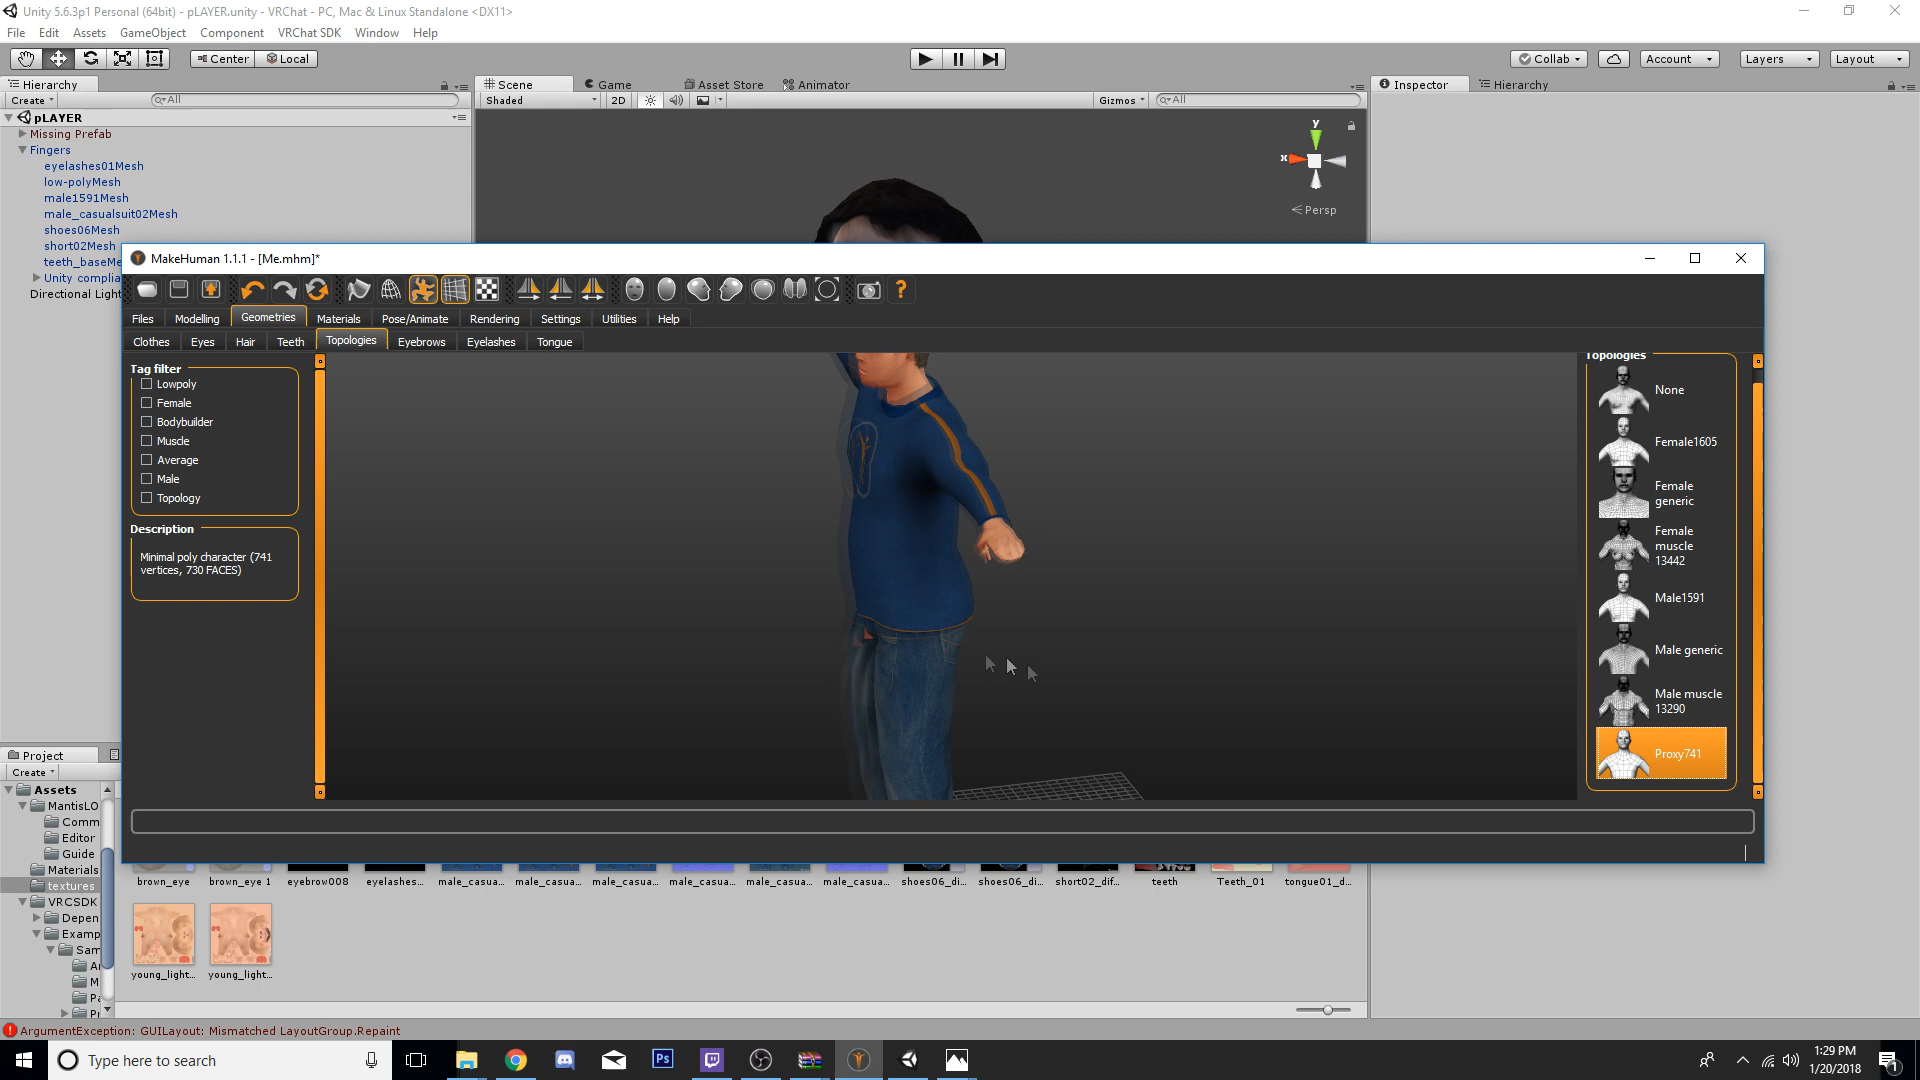 Unity 5.6.3p1 Personal (64bit) - pLAYER.unity - VRChat - PC, Mac & Linux Standalone <DX11>
File Edit Assets GameObject Component VRChat SDK Window Help
Center Local Collab Account Layers Layout
Hierarchy Scene Game Asset Store Animator Inspector Hierarchy
Create All Shaded 2D Gizmos All
pLAYER
Missing Prefab
Fingers
eyelashes01Mesh
low-polyMesh
male1591Mesh
male_casualsuit02Mesh
shoes06Mesh
short02Mesh
teeth_baseMe
Unity complia
Directional Light
y
x
Persp
MakeHuman 1.1.1 - [Me.mhm]*
Files Modelling Geometries Materials Pose/Animate Rendering Settings Utilities Help
Clothes Eyes Hair Teeth Topologies Eyebrows Eyelashes Tongue
Tag filter
Lowpoly
Female
Bodybuilder
Muscle
Average
Male
Topology
Description
Minimal poly character (741
vertices, 730 FACES)
Topologies
None
Female1605
Female
generic
Female
muscle
13442
Male1591
Male generic
Male muscle
13290
Proxy741
Project
Create
Assets
MantisLO
Comm
Editor
Guide
Materials
textures
VRCSDK
Depen
Examp
Sam
A
M
Pa
Pr
brown_eye brown_eye 1 eyebrow008 eyelashes... male_casua... male_casua... male_casua... male_casua... male_casua... male_casua... shoes06_di... shoes06_di... short02_dif... teeth Teeth_01 tongue01_d...
young_light... young_light...
ArgumentException: GUILayout: Mismatched LayoutGroup.Repaint
Type here to search
Ps
1:29 PM
1/20/2018
1